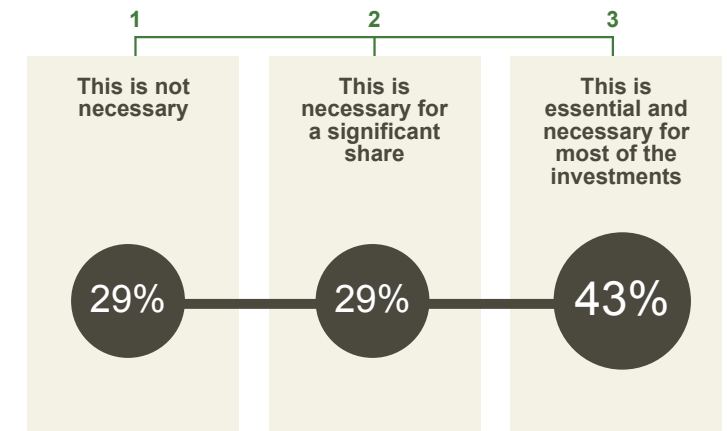 1
2
3
This is not
necessary
This is
necessary for
a significant
share
This is
essential and
necessary for
most of the
investments
29%
29%
43%